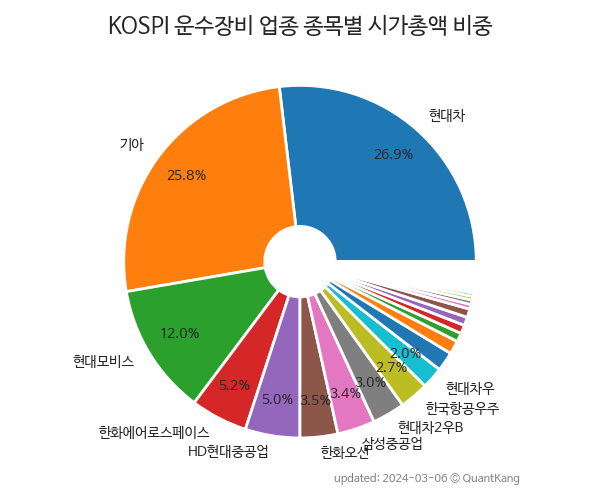 KOSPI 운수장비 업종 종목별 시가총액 비중
현대차
26.9%
기아
25.8%
현대모비스
12.0%
한화에어로스페이스
5.2%
HD현대중공업
5.0%
한화오션
3.5%
삼성중공업
3.4%
현대차2우B
3.0%
한국항공우주
2.7%
현대차우
2.0%
updated: 2024-03-06 © QuantKang